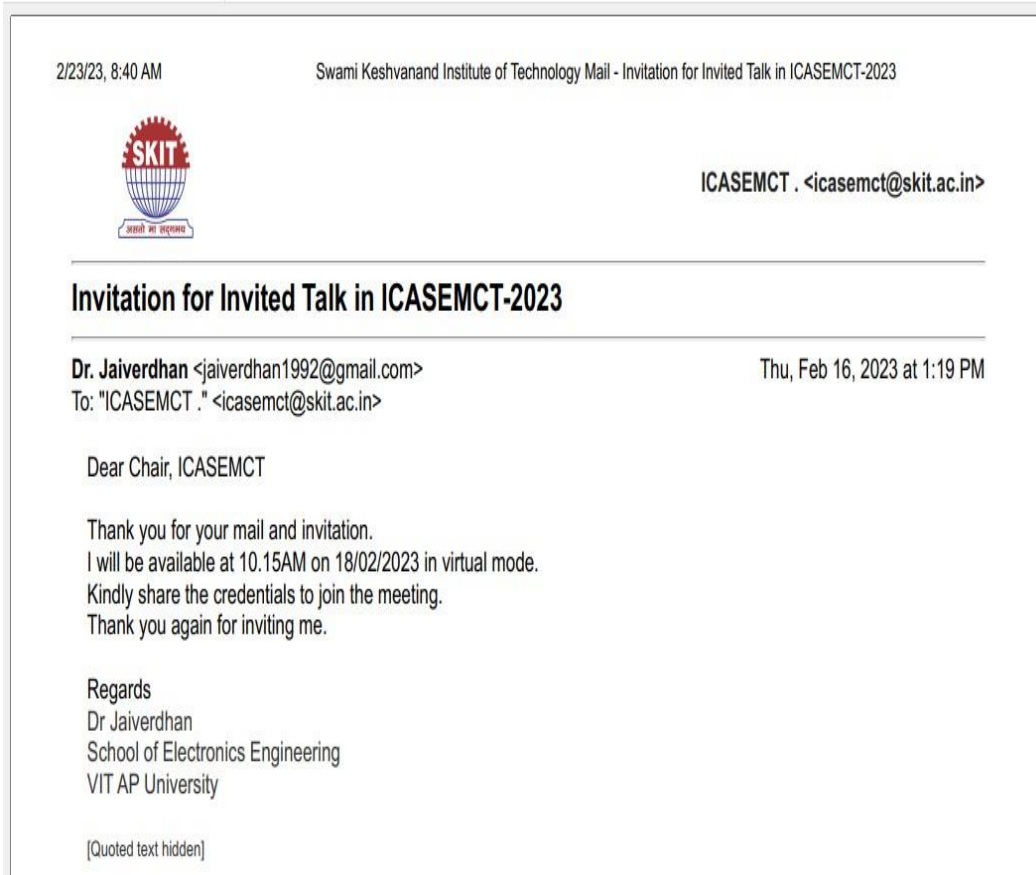 2/23/23, 8:40 AM Swami Keshvanand Institute of Technology Mail - Invitation for Invited Talk in ICASEMCT-2023
SKIT
असतो मा सद्गमय
ICASEMCT . <icasemct@skit.ac.in>
Invitation for Invited Talk in ICASEMCT-2023
Dr. Jaiverdhan <jaiverdhan1992@gmail.com> Thu, Feb 16, 2023 at 1:19 PM
To: "ICASEMCT ." <icasemct@skit.ac.in>
Dear Chair, ICASEMCT
Thank you for your mail and invitation.
I will be available at 10.15AM on 18/02/2023 in virtual mode.
Kindly share the credentials to join the meeting.
Thank you again for inviting me.
Regards
Dr Jaiverdhan
School of Electronics Engineering
VIT AP University
[Quoted text hidden]